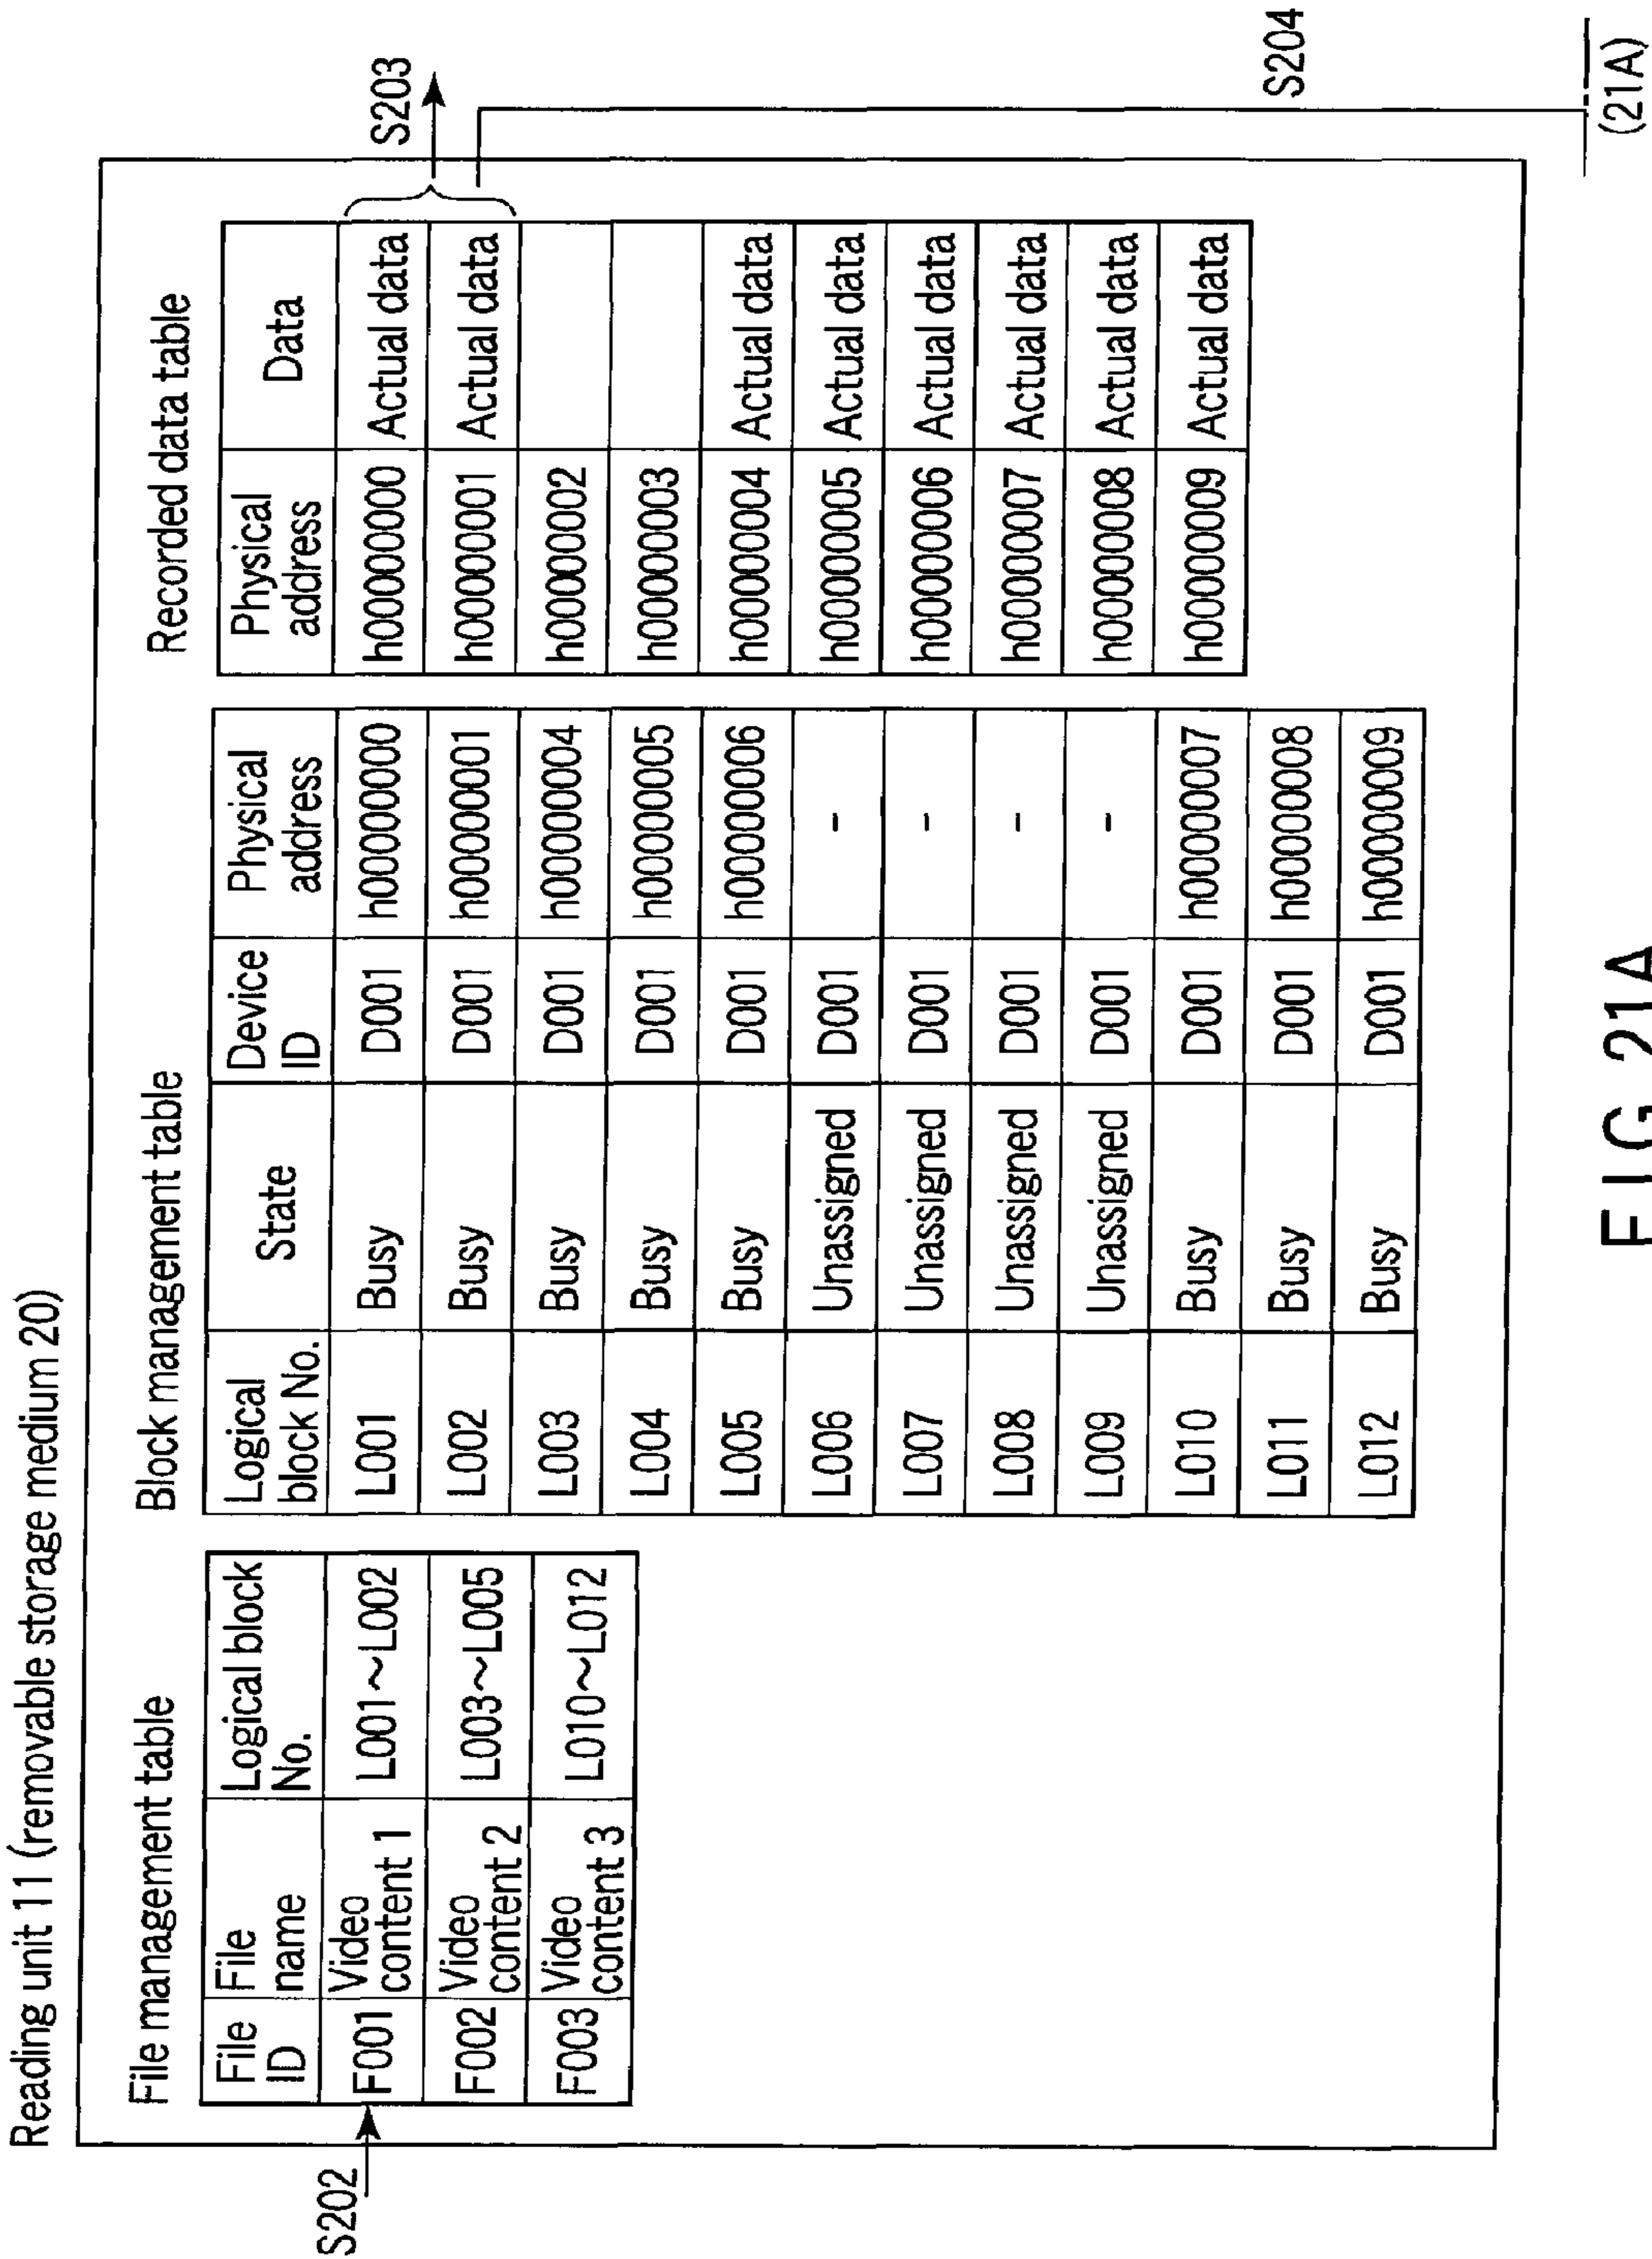 Reading unit 11 (removable storage medium 20)
File management table
File ID | File name | Logical block No.
F001 | Video content 1 | L001~L002
F002 | Video content 2 | L003~L005
F003 | Video content 3 | L010~L012
S202
Block management table
Logical block No. | State | Device ID | Physical address
L001 | Busy | D001 | h00000000
L002 | Busy | D001 | h00000001
L003 | Busy | D001 | h00000004
L004 | Busy | D001 | h00000005
L005 | Busy | D001 | h00000006
L006 | Unassigned | D001 | -
L007 | Unassigned | D001 | -
L008 | Unassigned | D001 | -
L009 | Unassigned | D001 | -
L010 | Busy | D001 | h00000007
L011 | Busy | D001 | h00000008
L012 | Busy | D001 | h00000009
Recorded data table
Physical address | Data
h00000000 | Actual data
h00000001 | Actual data
h00000002
h00000003
h00000004 | Actual data
h00000005 | Actual data
h00000006 | Actual data
h00000007 | Actual data
h00000008 | Actual data
h00000009 | Actual data
S203
S204
(21A)
FIG 21A